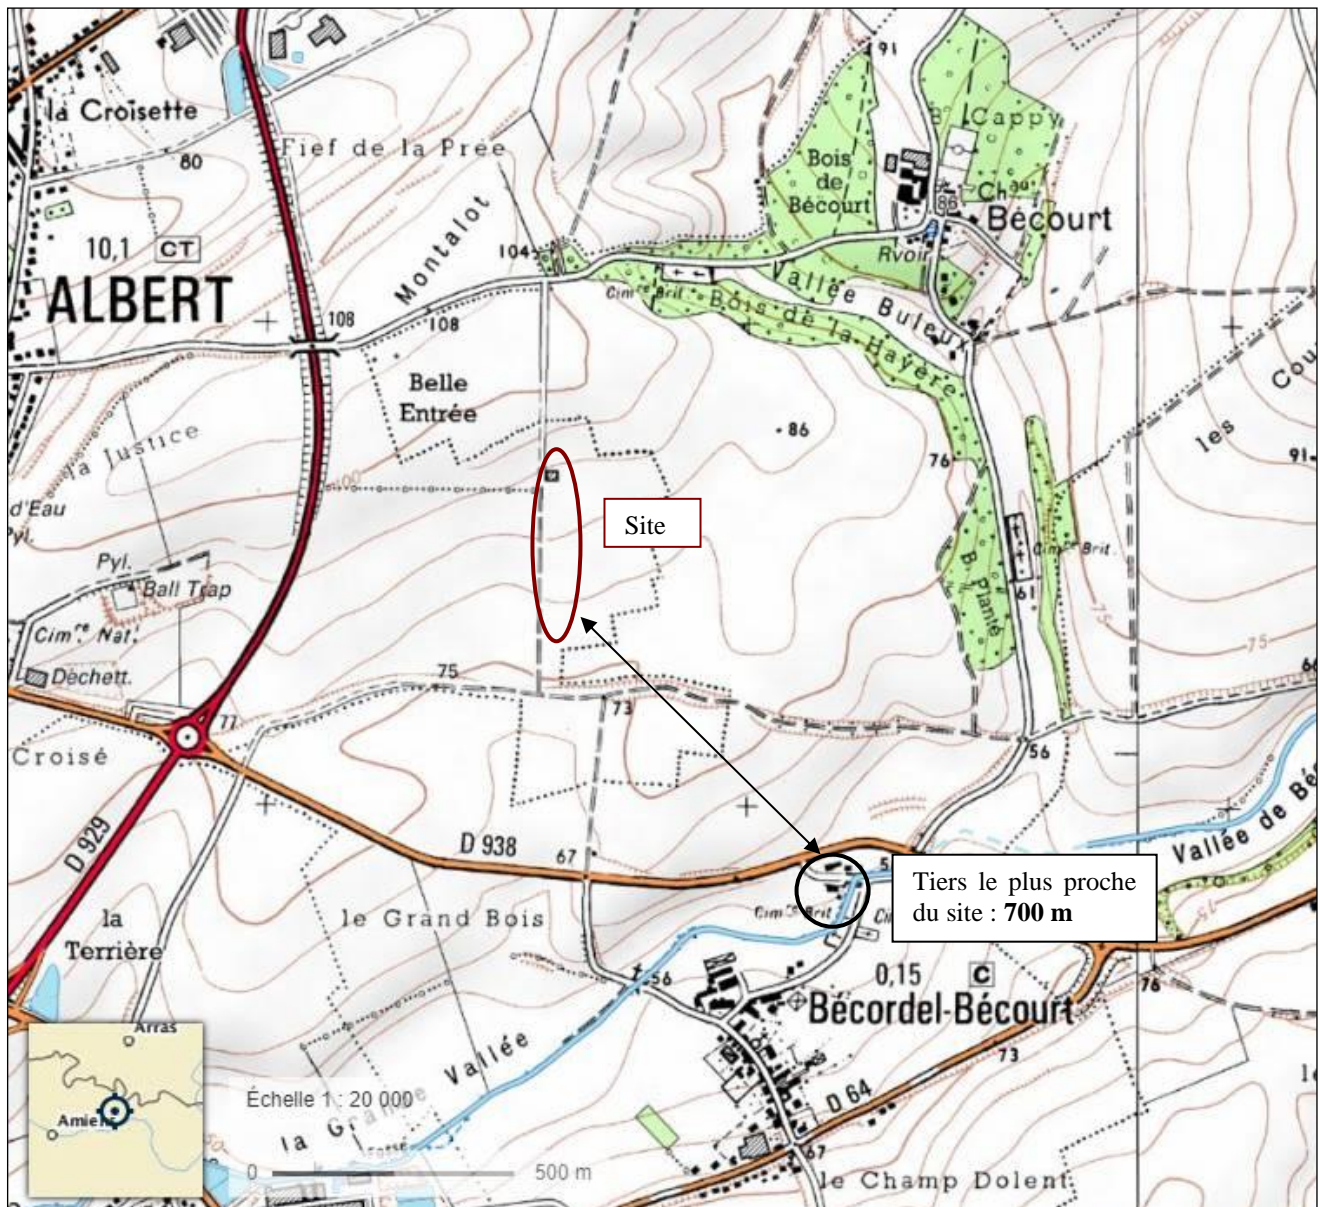 91
la Croisette
B. Cappy
80
Fief de la Prée
Bois
de
Bécourt
Chau
86
Bécourt
10,1 CT
Montalot
104
Rvoir
ALBERT
Cimre Brit.
Vallée Buleux
Bois de la Hayère
108
108
Belle
Entrée
les Cou
la Justice
86
76
91
100
d'Eau
Pyl.
Site
Cimre Brit.
Pyl.
Ball Trap
B. Planté
61
75
Cimre Nat.
75
Déchett.
75
66
73
77
Croisé
56
D 929
D 938
67
Vallée de Bé
Tiers le plus proche
du site : 700 m
Cimre Brit.
15
la
Terrière
le Grand Bois
56
0,15 C
76
Bécordel-Bécourt
Arras
Vallée
73
Échelle 1 : 20 000
D 64
Amiens
la Grande
67
0 500 m
le Champ Dolent